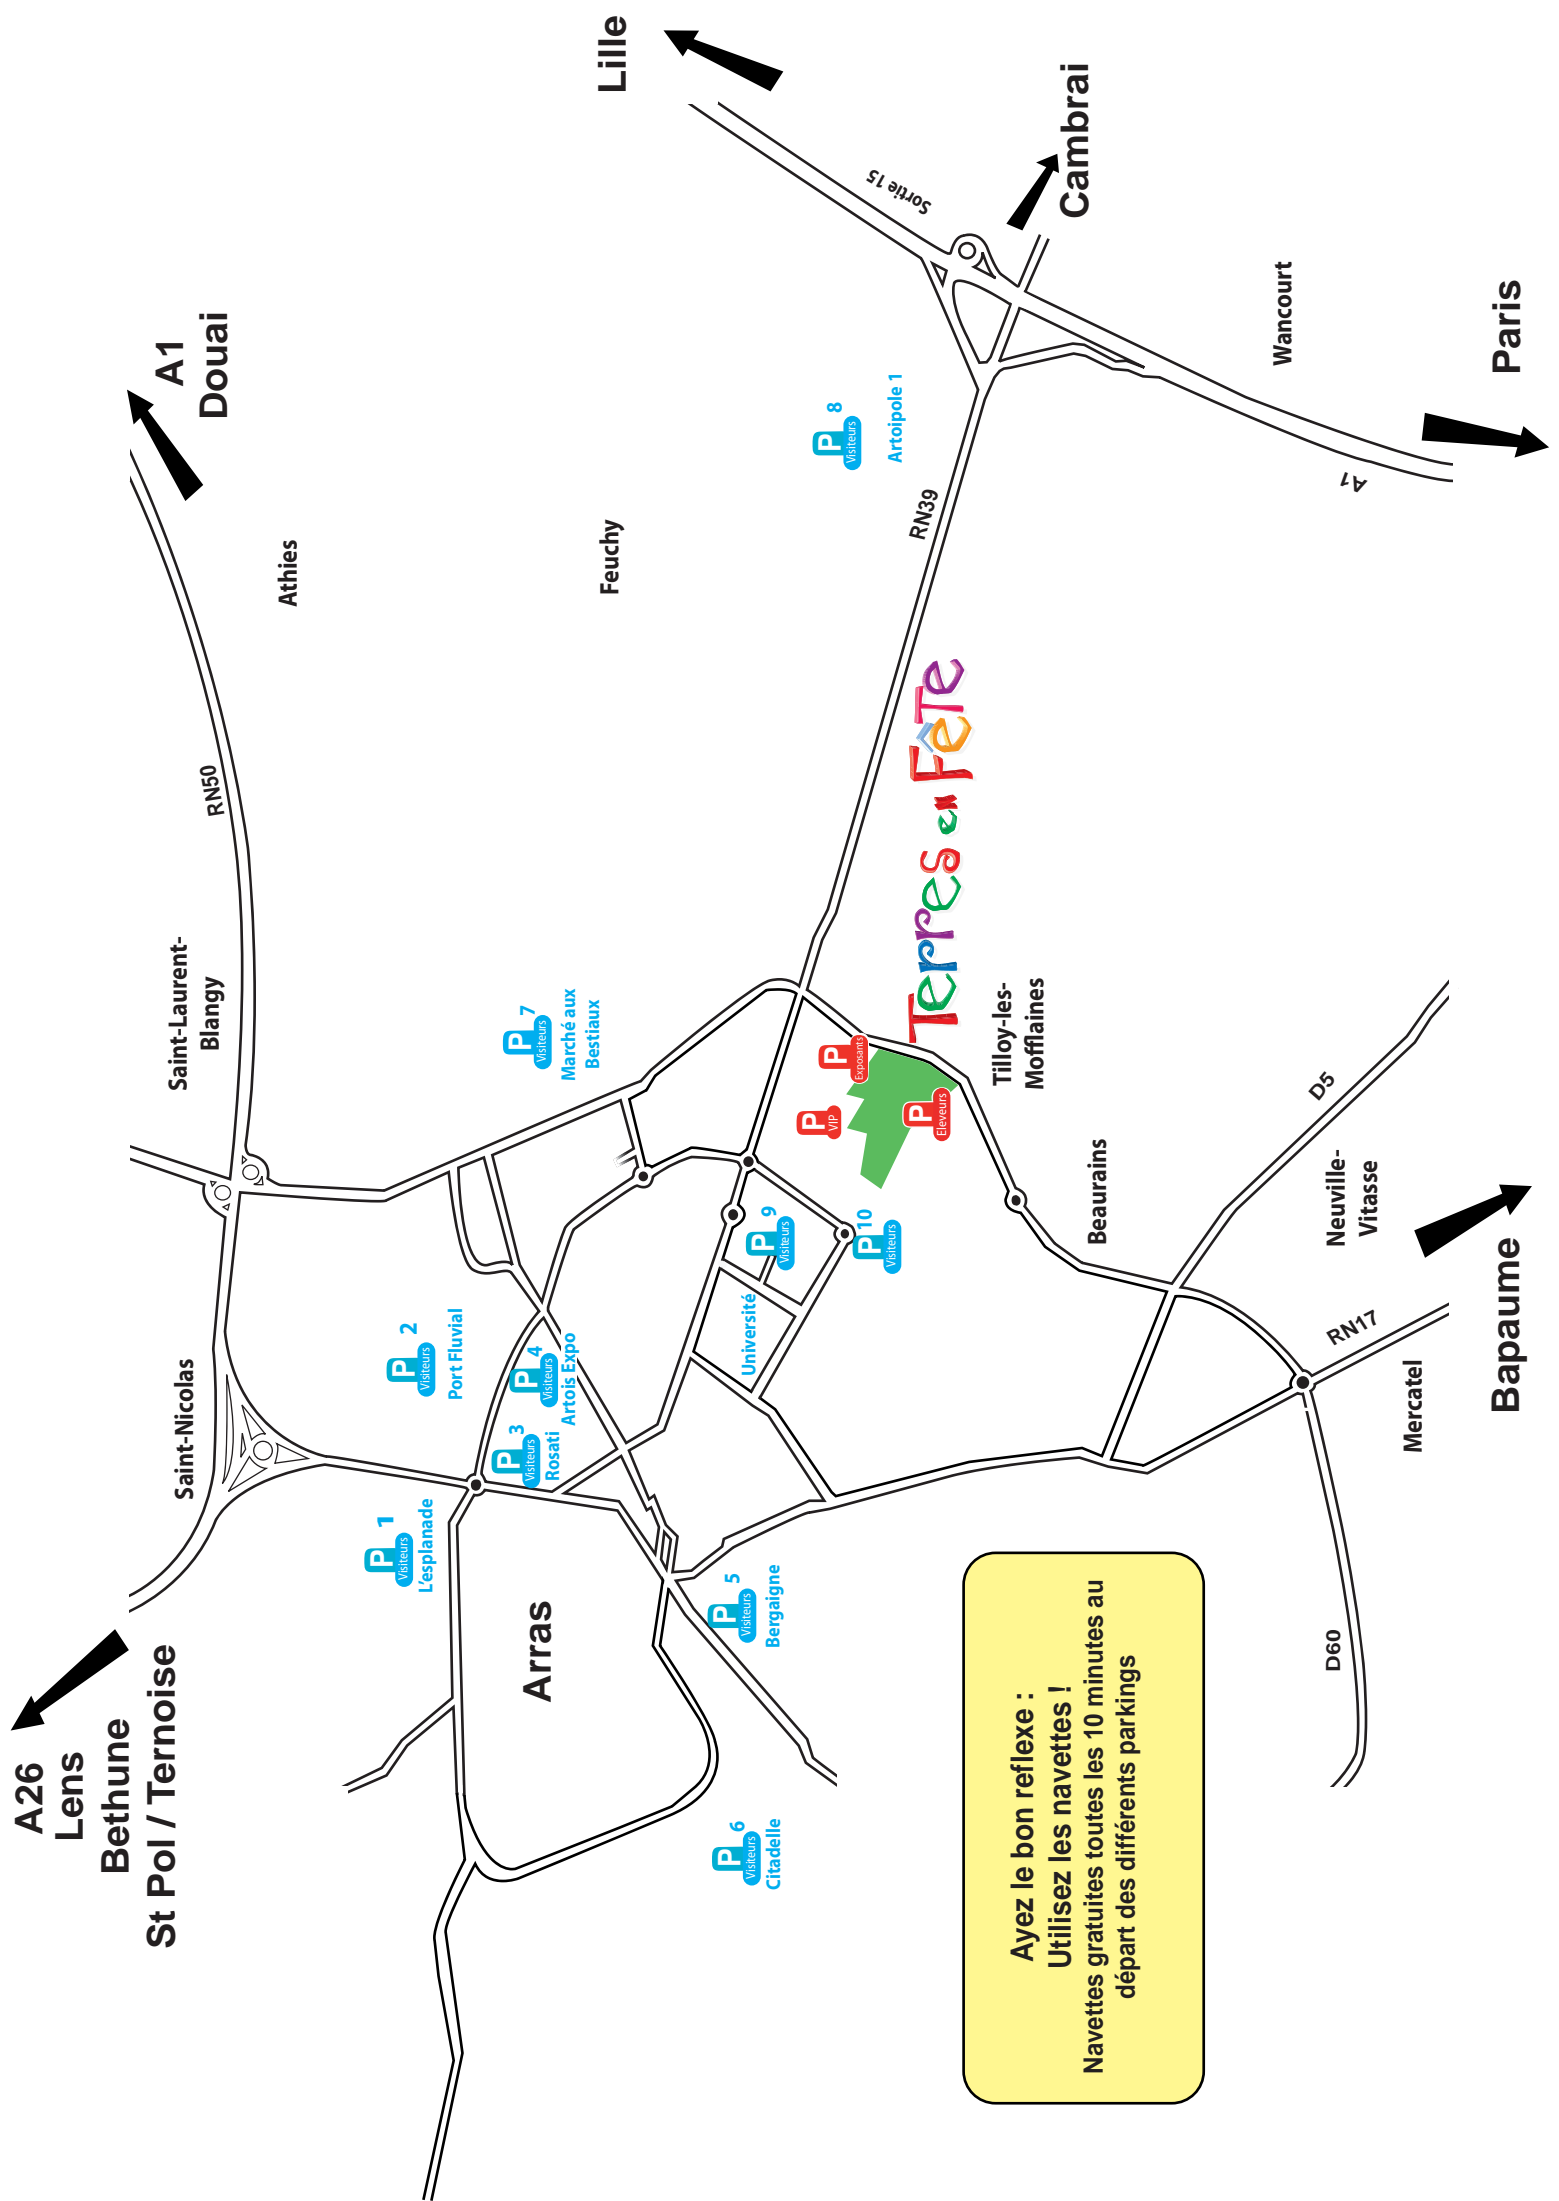 A26
Lens
Bethune
St Pol / Ternoise
A1
Douai
Lille
Sortie 15
Cambrai
Saint-Nicolas
Saint-Laurent-
Blangy
RN50
Athies
Feuchy
P
Visiteurs
1
L'esplanade
P
Visiteurs
2
Port Fluvial
P
Visiteurs
3
Rosati
P
Visiteurs
4
Artois Expo
P
Visiteurs
7
Marché aux
Bestiaux
P
Visiteurs
8
Artoipole 1
Arras
P
Visiteurs
5
Bergaigne
P
Visiteurs
6
Citadelle
Université
P
Visiteurs
9
P
Visiteurs
10
P
VIP
P
Exposants
P
Eleveurs
RN39
Terres en Fête
Tilloy-les-
Mofflaines
Beaurains
Wancourt
A1
Paris
D5
Neuville-
Vitasse
RN17
Mercatel
D60
Bapaume
Ayez le bon reflexe :
Utilisez les navettes !
Navettes gratuites toutes les 10 minutes au
départ des différents parkings